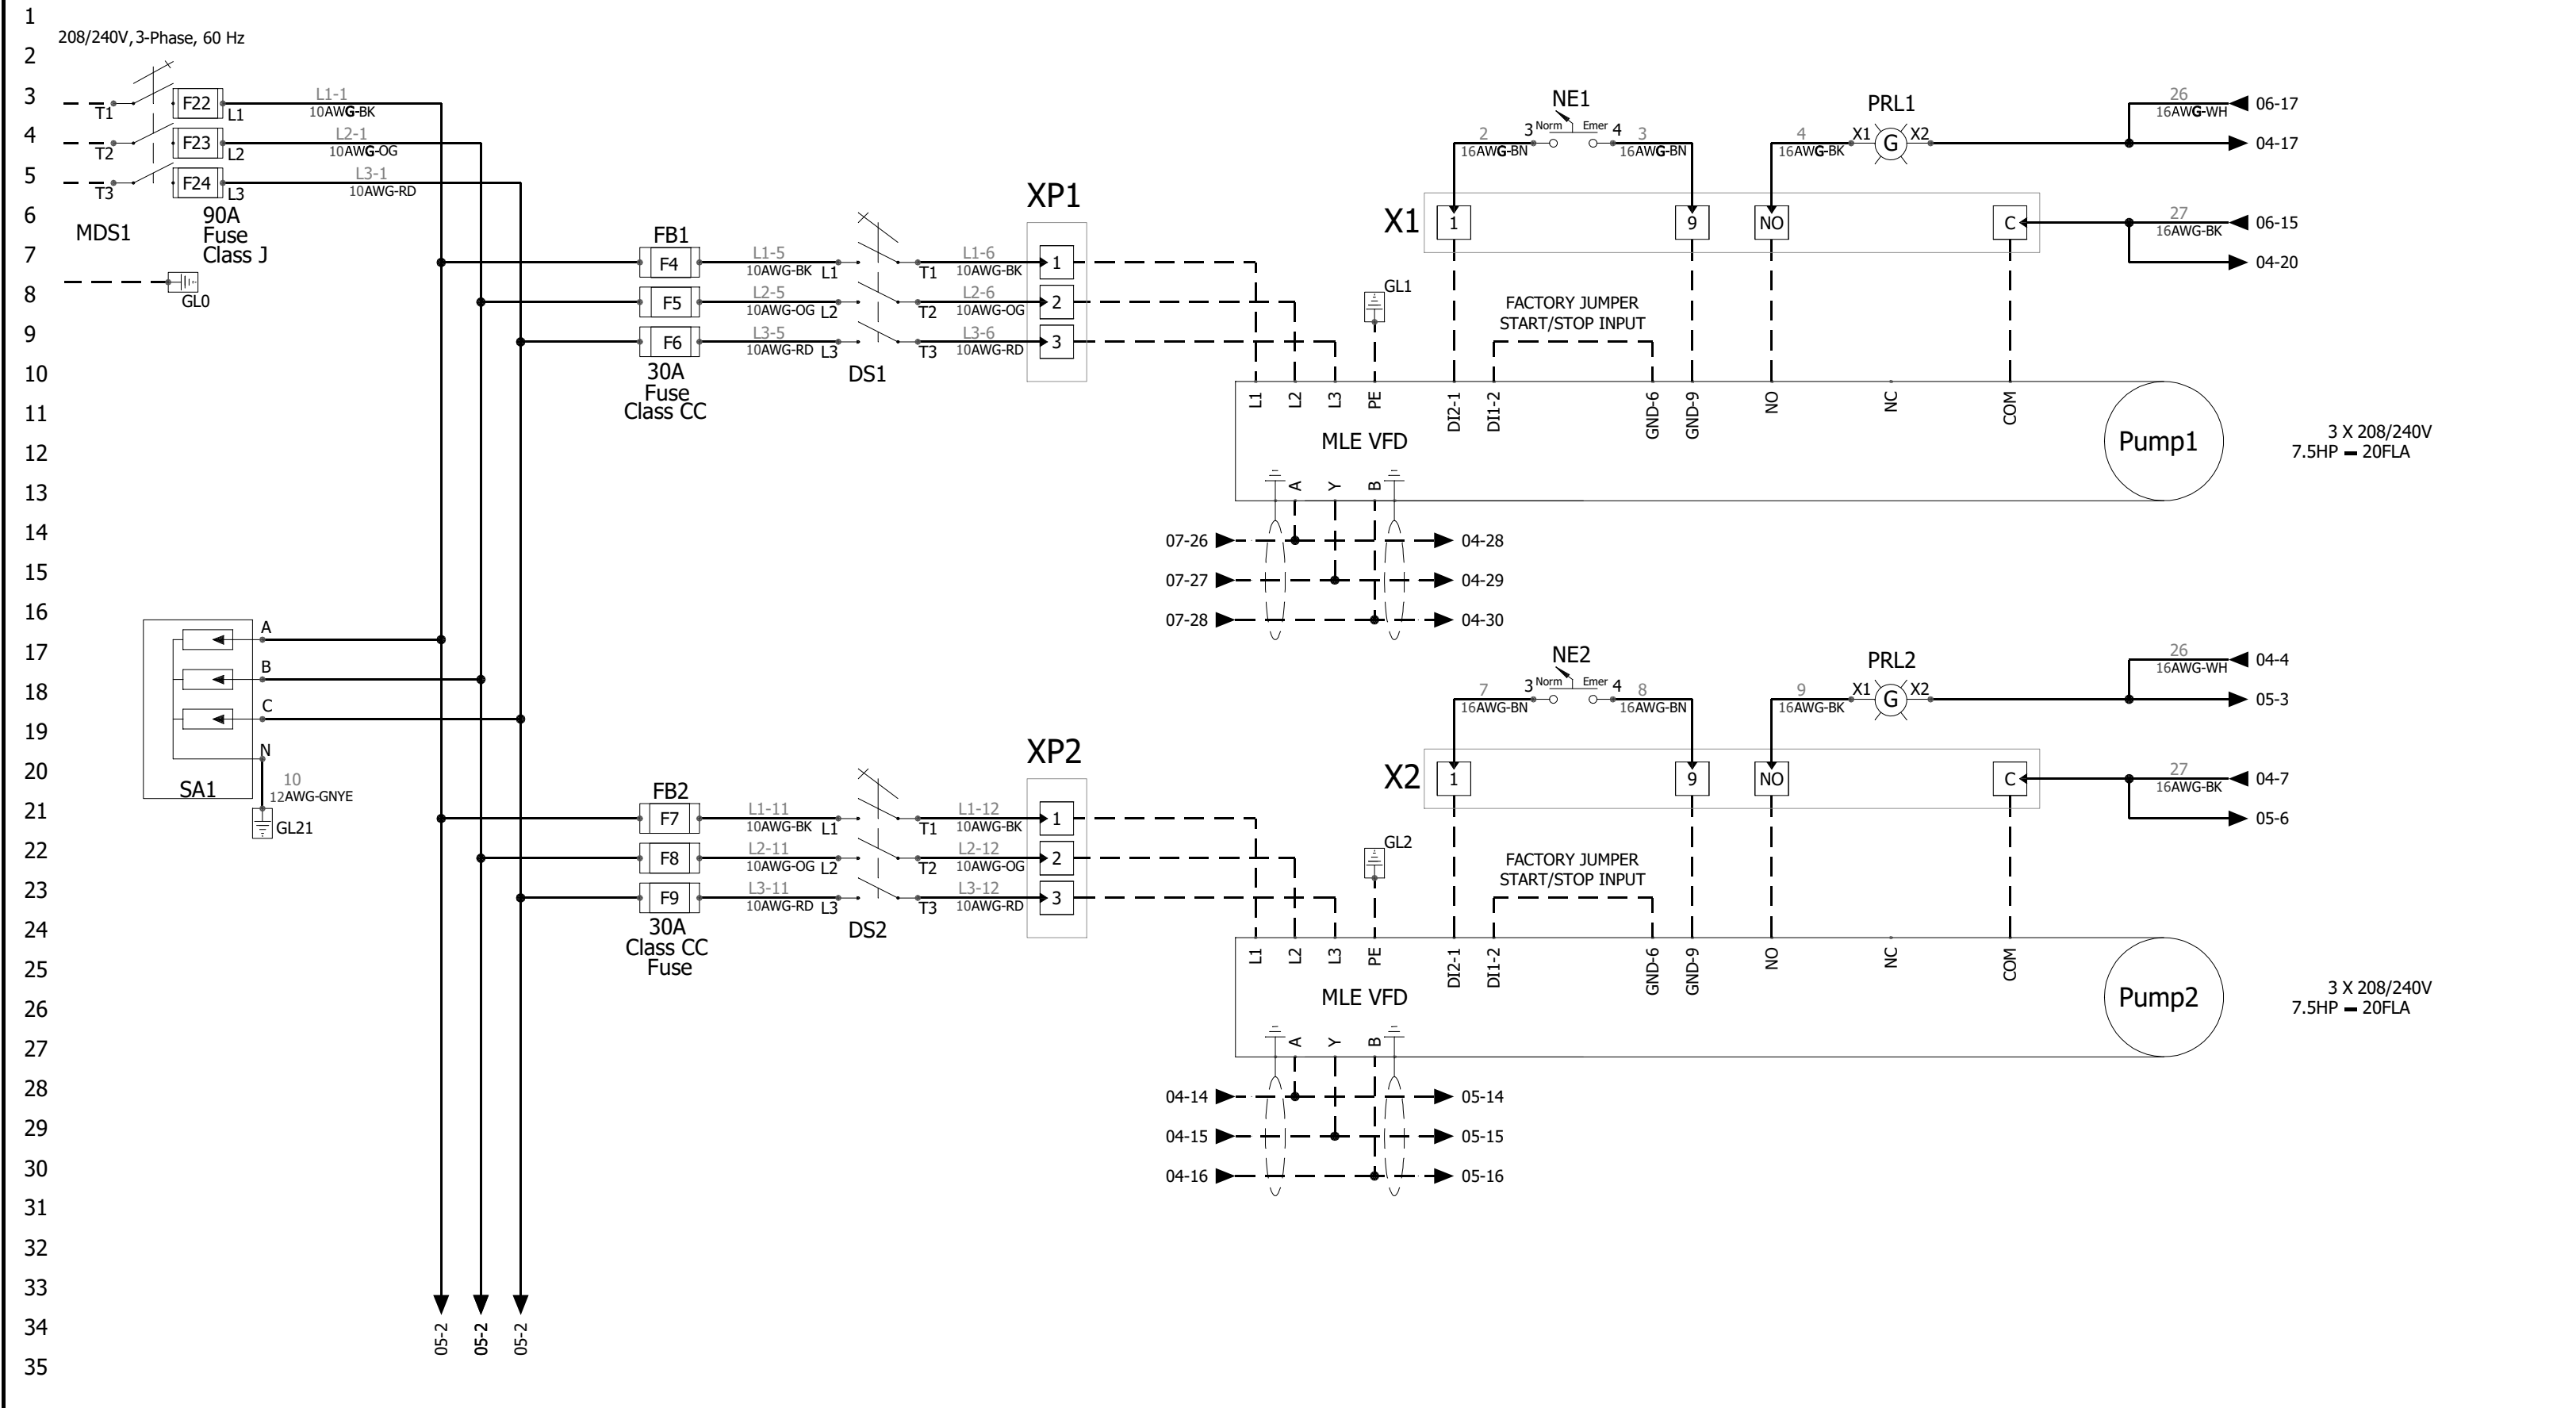 1
2
3
4
5
6
7
8
9
10
11
12
13
14
15
16
17
18
19
20
21
22
23
24
25
26
27
28
29
30
31
32
33
34
35
208/240V, 3-Phase, 60 Hz
T1 F22 L1
L1-1
10AWG-BK
T2 F23 L2
L2-1
10AWG-OG
T3 F24 L3
L3-1
10AWG-RD
MDS1
90A
Fuse
Class J
GL0
A
B
C
N
SA1
10
12AWG-GNYE
GL21
05-2
05-2
05-2
FB1
F4
F5
F6
30A
Fuse
Class CC
L1-5
10AWG-BK L1
L2-5
10AWG-OG L2
L3-5
10AWG-RD L3
DS1
T1
L1-6
10AWG-BK
T2
L2-6
10AWG-OG
T3
L3-6
10AWG-RD
XP1
1
2
3
GL1
X1
1
9
NO
C
2
16AWG-BN
NE1
3 Norm Emer 4
3
16AWG-BN
4
16AWG-BK
PRL1
X1 G X2
26
16AWG-WH
06-17
04-17
27
16AWG-BK
06-15
04-20
FACTORY JUMPER
START/STOP INPUT
L1
L2
L3
PE
DI2-1
DI1-2
GND-6
GND-9
NO
NC
COM
MLE VFD
Pump1
3 X 208/240V
7.5HP - 20FLA
A
Y
B
07-26
04-28
07-27
04-29
07-28
04-30
FB2
F7
F8
F9
30A
Class CC
Fuse
L1-11
10AWG-BK L1
L2-11
10AWG-OG L2
L3-11
10AWG-RD L3
DS2
T1
L1-12
10AWG-BK
T2
L2-12
10AWG-OG
T3
L3-12
10AWG-RD
XP2
1
2
3
GL2
X2
1
9
NO
C
7
16AWG-BN
NE2
3 Norm Emer 4
8
16AWG-BN
9
16AWG-BK
PRL2
X1 G X2
26
16AWG-WH
04-4
05-3
27
16AWG-BK
04-7
05-6
FACTORY JUMPER
START/STOP INPUT
L1
L2
L3
PE
DI2-1
DI1-2
GND-6
GND-9
NO
NC
COM
MLE VFD
Pump2
3 X 208/240V
7.5HP - 20FLA
A
Y
B
04-14
05-14
04-15
05-15
04-16
05-16